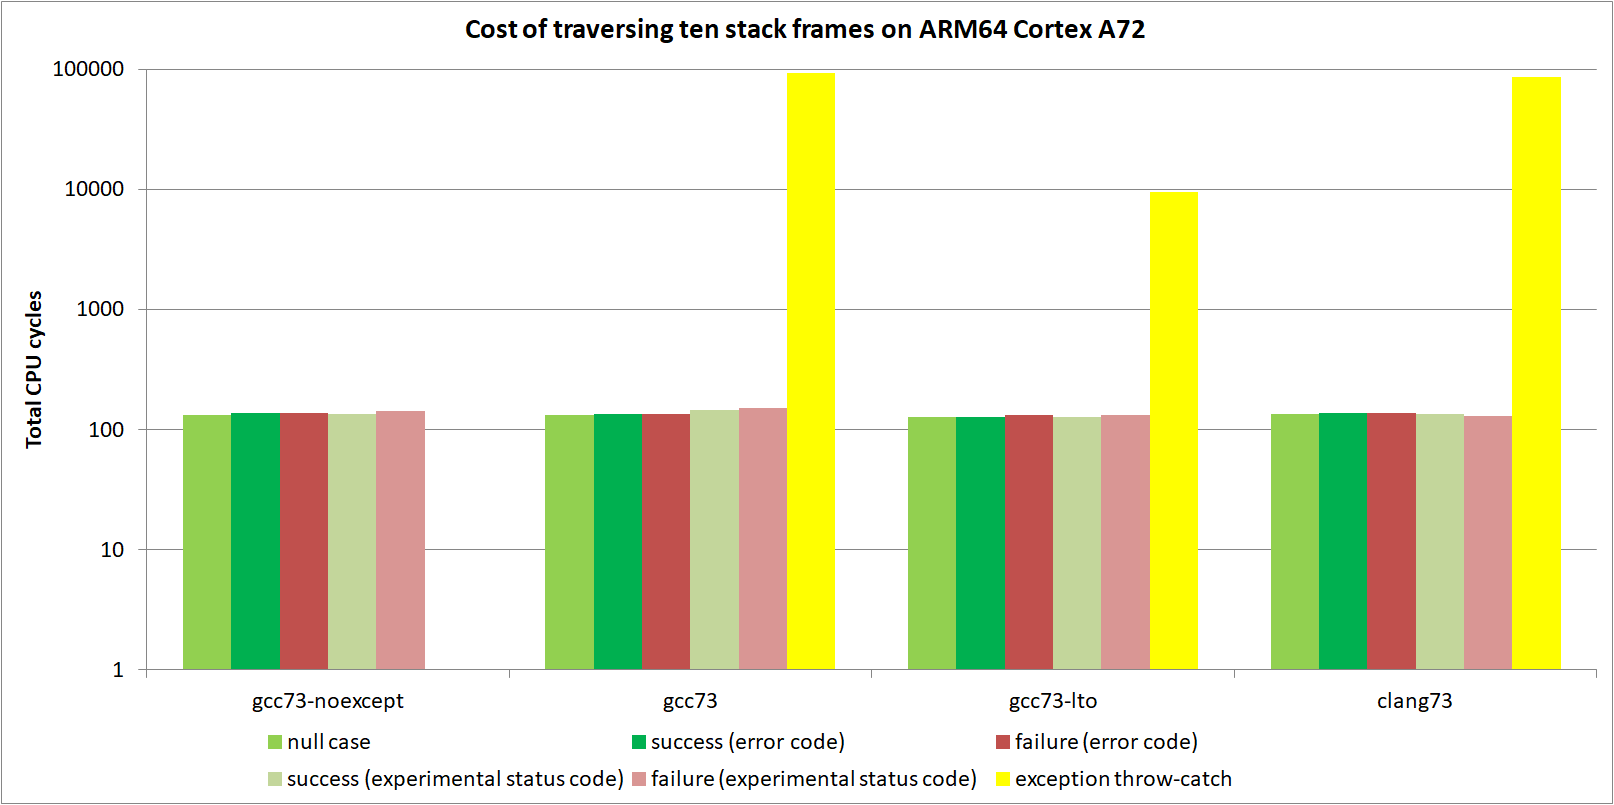 Cost of traversing ten stack frames on ARM64 Cortex A72
Total CPU cycles
100000
10000
1000
100
10
1
gcc73-noexcept
gcc73
gcc73-lto
clang73
null case
success (error code)
failure (error code)
success (experimental status code)
failure (experimental status code)
exception throw-catch